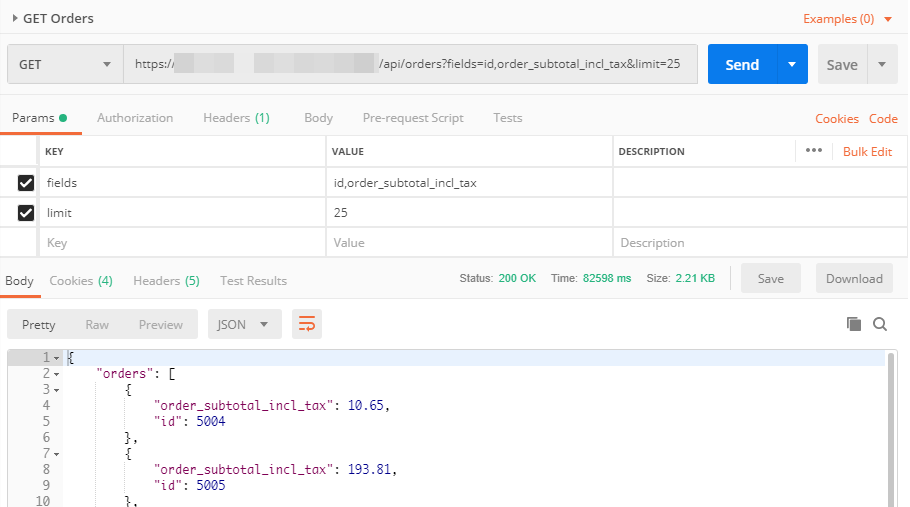 GET Orders Examples (0)
GET https:// /api/orders?fields=id,order_subtotal_incl_tax&limit=25 Send Save
Params Authorization Headers (1) Body Pre-request Script Tests Cookies Code
KEY VALUE DESCRIPTION ••• Bulk Edit
fields id,order_subtotal_incl_tax
limit 25
Key Value Description
Body Cookies (4) Headers (5) Test Results Status: 200 OK Time: 82598 ms Size: 2.21 KB Save Download
Pretty Raw Preview JSON
1 {
2 "orders": [
3 {
4 "order_subtotal_incl_tax": 10.65,
5 "id": 5004
6 },
7 {
8 "order_subtotal_incl_tax": 193.81,
9 "id": 5005
10 },